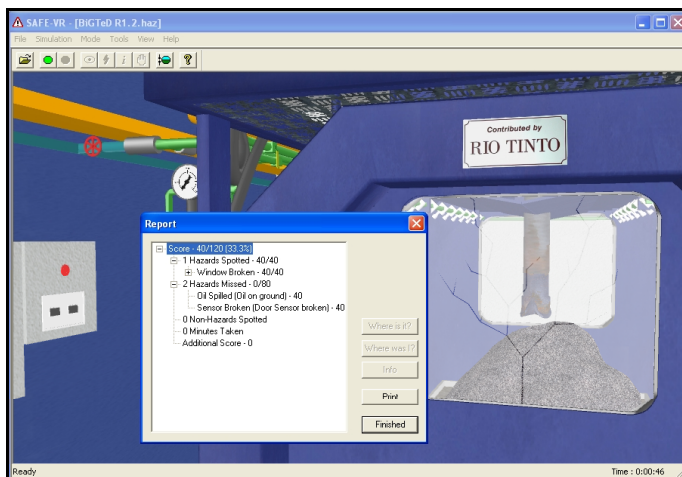 SAFE-VR - [BiGTeD R1.2.haz]
File Simulation Mode Tools View Help
Contributed by
RIO TINTO
Report
Score - 40/120 (33.3%)
1 Hazards Spotted - 40/40
Window Broken - 40/40
2 Hazards Missed - 0/80
Oil Spilled (Oil on ground) - 40
Sensor Broken (Door Sensor broken) - 40
0 Non-Hazards Spotted
0 Minutes Taken
Additional Score - 0
Where is it?
Where was I?
Info
Print
Finished
Ready
Time : 0:00:46